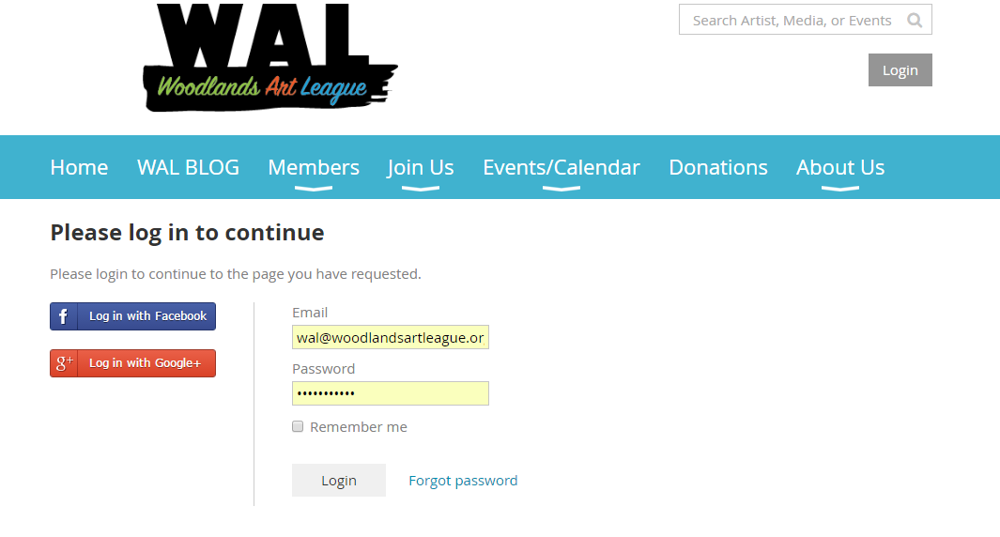 WAL
Woodlands Art League
Search Artist, Media, or Events
Login
Home WAL BLOG Members Join Us Events/Calendar Donations About Us
Please log in to continue
Please login to continue to the page you have requested.
f Log in with Facebook
g+ Log in with Google+
Email
wal@woodlandsartleague.or
Password
•••••••••••
Remember me
Login Forgot password